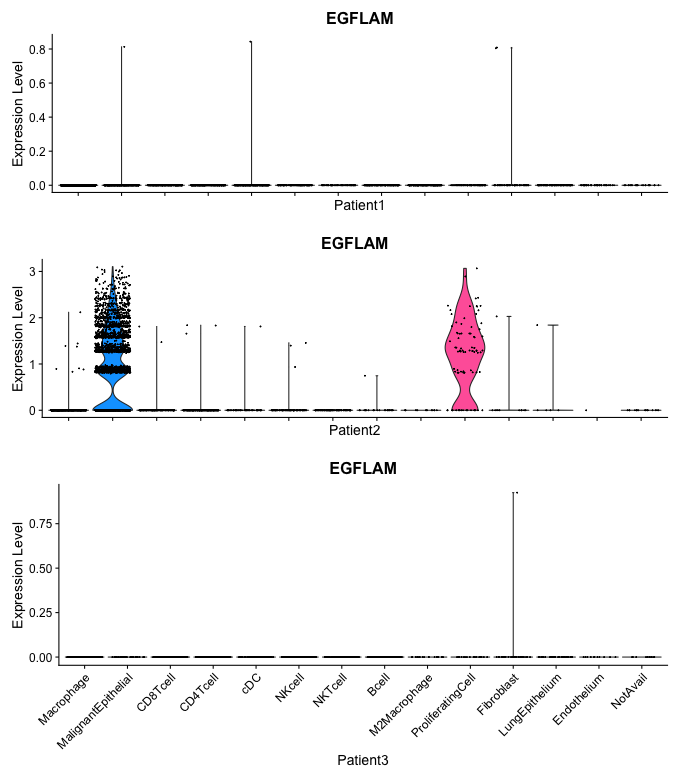 EGFLAM
Expression Level
0.8
0.6
0.4
0.2
0.0
Patient1
EGFLAM
Expression Level
3
2
1
0
Patient2
EGFLAM
Expression Level
0.75
0.50
0.25
0.00
Macrophage
MalignantEpithelial
CD8Tcell
CD4Tcell
cDC
NKcell
NKTcell
Bcell
M2Macrophage
ProliferatingCell
Fibroblast
LungEpithelium
Endothelium
NotAvail
Patient3